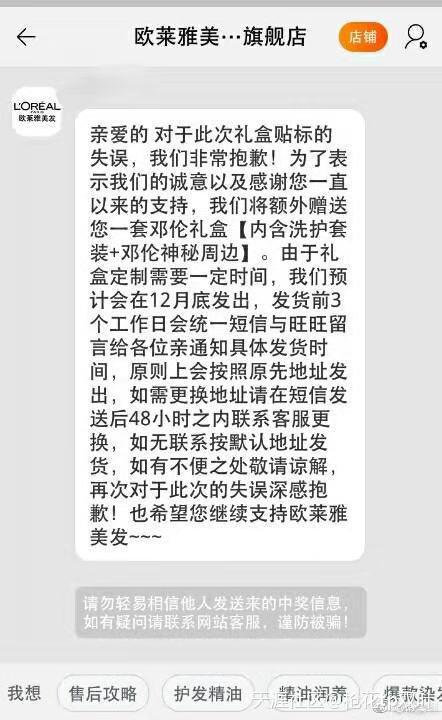 欧莱雅美…旗舰店
店铺
L'ORÉAL
PARIS
欧莱雅美发
亲爱的 对于此次礼盒贴标的
失误，我们非常抱歉！为了表
示我们的诚意以及感谢您一直
以来的支持，我们将额外赠送
您一套邓伦礼盒【内含洗护套
装+邓伦神秘周边】。由于礼
盒定制需要一定时间，我们预
计会在12月底发出，发货前3
个工作日会统一短信与旺旺留
言给各位亲通知具体发货时
间，原则上会按照原先地址发
出，如需更换地址请在短信发
送后48小时之内联系客服更
换，如无联系按默认地址发
货，如有不便之处敬请谅解，
再次对于此次的失误深感抱
歉！也希望您继续支持欧莱雅
美发~~~
请勿轻易相信他人发送来的中奖信息，
如有疑问请联系网站客服，谨防被骗！
我想 售后攻略 护发精油 精油润养 爆款染发
天涯社区@